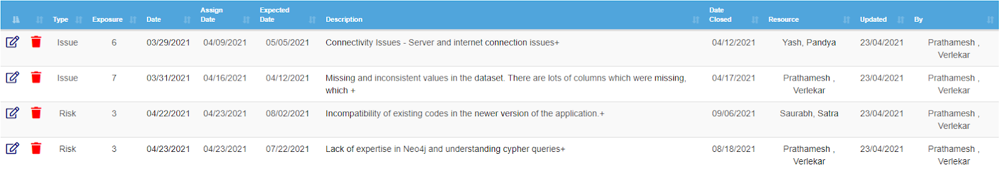 Type Exposure Date Assign Date Expected Date Description Date Closed Resource Updated By
Issue 6 03/29/2021 04/09/2021 05/05/2021 Connectivity Issues - Server and internet connection issues+ 04/12/2021 Yash, Pandya 23/04/2021 Prathamesh , Verlekar
Issue 7 03/31/2021 04/16/2021 04/12/2021 Missing and inconsistent values in the dataset. There are lots of columns which were missing, which + 04/17/2021 Prathamesh , Verlekar 23/04/2021 Prathamesh , Verlekar
Risk 3 04/22/2021 04/23/2021 08/02/2021 Incompatibility of existing codes in the newer version of the application.+ 09/06/2021 Saurabh, Satra 23/04/2021 Prathamesh , Verlekar
Risk 3 04/23/2021 04/23/2021 07/22/2021 Lack of expertise in Neo4j and understanding cypher queries+ 08/18/2021 Prathamesh , Verlekar 23/04/2021 Prathamesh , Verlekar